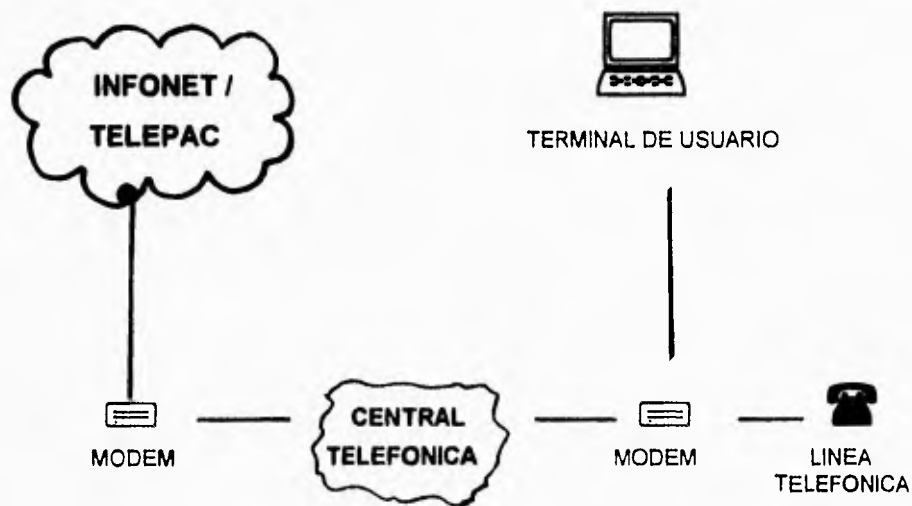 INFONET /
TELEPAC
TERMINAL DE USUARIO
MODEM
CENTRAL
TELEFONICA
MODEM
LINEA
TELEFONICA